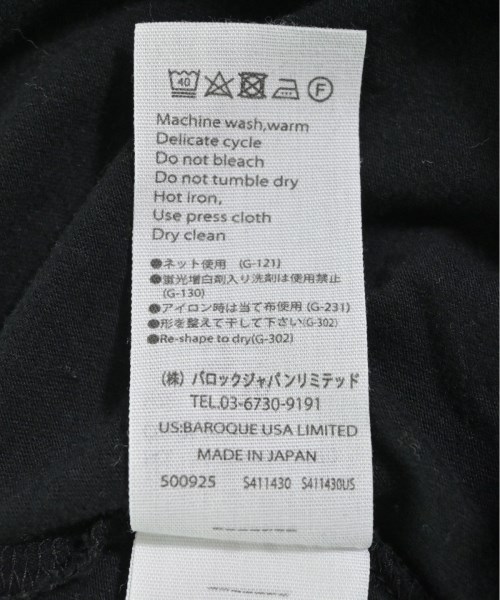 40 F
Machine wash,warm
Delicate cycle
Do not bleach
Do not tumble dry
Hot iron,
Use press cloth
Dry clean
●ネット使用 (G-121)
●蛍光増白剤入り洗剤は使用禁止
(G-130)
●アイロン時は当て布使用 (G-231)
●形を整えて干して下さい(G-302)
●Re-shape to dry(G-302)
(株) バロックジャパンリミテッド
TEL.03-6730-9191
US:BAROQUE USA LIMITED
MADE IN JAPAN
500925 S411430 S411430US